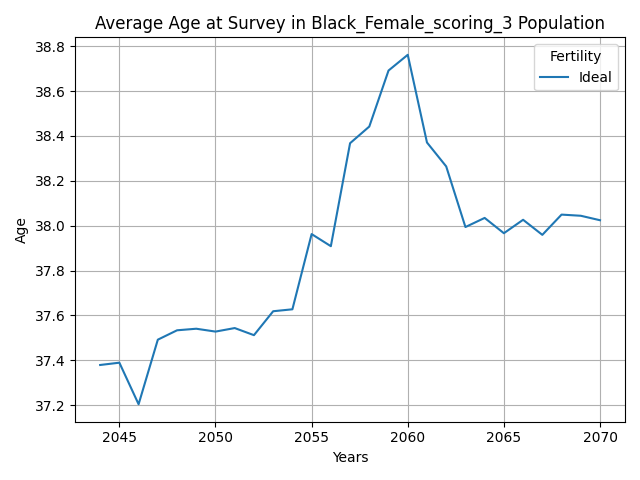 Average Age at Survey in Black_Female_scoring_3 Population
Fertility
Ideal
38.8
38.6
38.4
38.2
38.0
37.8
37.6
37.4
37.2
Age
2045 2050 2055 2060 2065 2070
Years